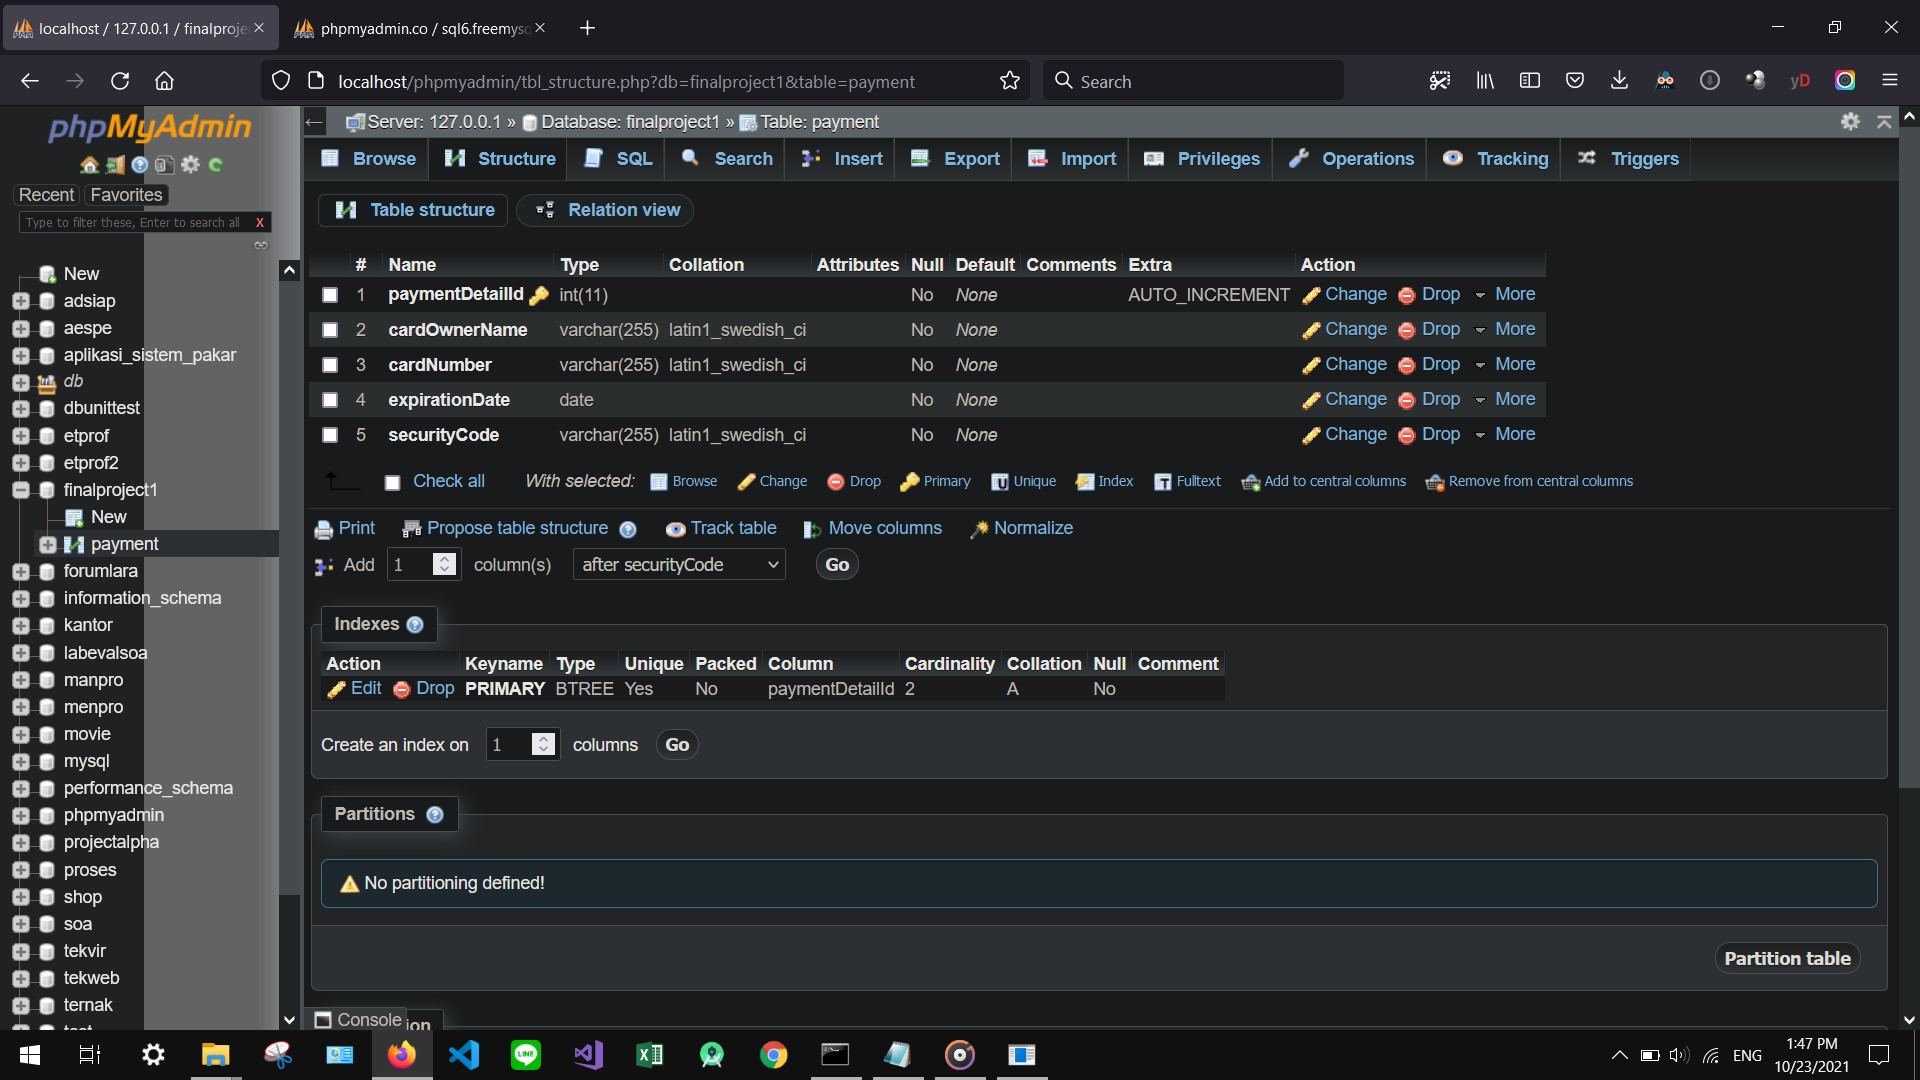 localhost / 127.0.0.1 / finalproje
phpmyadmin.co / sql6.freemysq
localhost/phpmyadmin/tbl_structure.php?db=finalproject1&table=payment
Search
yD
phpMyAdmin
Recent Favorites
Type to filter these, Enter to search all X
New
adsiap
aespe
aplikasi_sistem_pakar
db
dbunittest
etprof
etprof2
finalproject1
New
payment
forumlara
information_schema
kantor
labevalsoa
manpro
menpro
movie
mysql
performance_schema
phpmyadmin
projectalpha
proses
shop
soa
tekvir
tekweb
ternak
Server: 127.0.0.1 » Database: finalproject1 » Table: payment
Browse Structure SQL Search Insert Export Import Privileges Operations Tracking Triggers
Table structure Relation view
# Name Type Collation Attributes Null Default Comments Extra Action
1 paymentDetailId int(11) No None AUTO_INCREMENT Change Drop More
2 cardOwnerName varchar(255) latin1_swedish_ci No None Change Drop More
3 cardNumber varchar(255) latin1_swedish_ci No None Change Drop More
4 expirationDate date No None Change Drop More
5 securityCode varchar(255) latin1_swedish_ci No None Change Drop More
Check all With selected: Browse Change Drop Primary Unique Index Fulltext Add to central columns Remove from central columns
Print Propose table structure Track table Move columns Normalize
Add 1 column(s) after securityCode Go
Indexes
Action Keyname Type Unique Packed Column Cardinality Collation Null Comment
Edit Drop PRIMARY BTREE Yes No paymentDetailId 2 A No
Create an index on 1 columns Go
Partitions
No partitioning defined!
Partition table
Console
ion
LINE
ENG
1:47 PM
10/23/2021